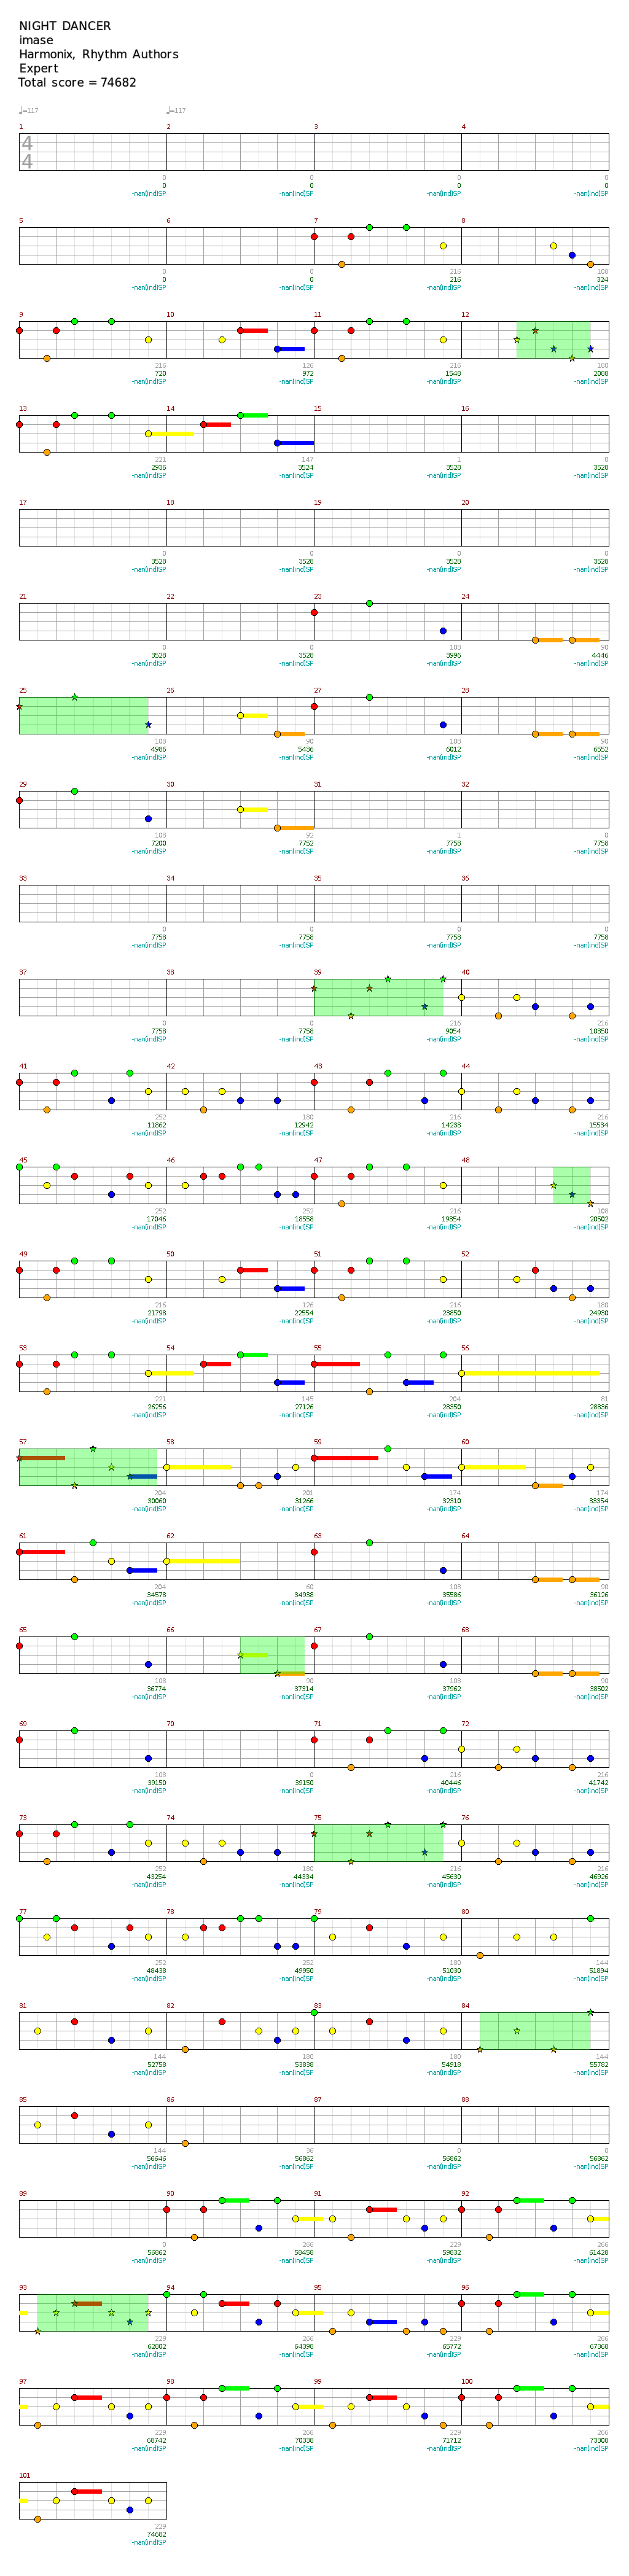 NIGHT DANCER
imase
Harmonix, Rhythm Authors
Expert
Total score = 74682
♩=117 ♩=117
1 2 3 4
4
4
0 0 0 0
0 0 0 0
-nan(ind)SP -nan(ind)SP -nan(ind)SP -nan(ind)SP
5 6 7 8
0 0 216 108
0 0 216 324
-nan(ind)SP -nan(ind)SP -nan(ind)SP -nan(ind)SP
9 10 11 12
216 126 216 180
720 972 1548 2088
-nan(ind)SP -nan(ind)SP -nan(ind)SP -nan(ind)SP
13 14 15 16
221 147 1 0
2936 3524 3528 3528
-nan(ind)SP -nan(ind)SP -nan(ind)SP -nan(ind)SP
17 18 19 20
0 0 0 0
3528 3528 3528 3528
-nan(ind)SP -nan(ind)SP -nan(ind)SP -nan(ind)SP
21 22 23 24
0 0 108 90
3528 3528 3996 4446
-nan(ind)SP -nan(ind)SP -nan(ind)SP -nan(ind)SP
25 26 27 28
108 90 108 90
4986 5436 6012 6552
-nan(ind)SP -nan(ind)SP -nan(ind)SP -nan(ind)SP
29 30 31 32
108 92 1 0
7200 7752 7758 7758
-nan(ind)SP -nan(ind)SP -nan(ind)SP -nan(ind)SP
33 34 35 36
0 0 0 0
7758 7758 7758 7758
-nan(ind)SP -nan(ind)SP -nan(ind)SP -nan(ind)SP
37 38 39 40
0 0 216 216
7758 7758 9054 10350
-nan(ind)SP -nan(ind)SP -nan(ind)SP -nan(ind)SP
41 42 43 44
252 180 216 216
11862 12942 14238 15534
-nan(ind)SP -nan(ind)SP -nan(ind)SP -nan(ind)SP
45 46 47 48
252 252 216 108
17046 18558 19854 20502
-nan(ind)SP -nan(ind)SP -nan(ind)SP -nan(ind)SP
49 50 51 52
216 126 216 180
21798 22554 23850 24930
-nan(ind)SP -nan(ind)SP -nan(ind)SP -nan(ind)SP
53 54 55 56
221 145 204 81
26256 27126 28350 28836
-nan(ind)SP -nan(ind)SP -nan(ind)SP -nan(ind)SP
57 58 59 60
204 201 174 174
30060 31266 32310 33354
-nan(ind)SP -nan(ind)SP -nan(ind)SP -nan(ind)SP
61 62 63 64
204 60 108 90
34578 34938 35586 36126
-nan(ind)SP -nan(ind)SP -nan(ind)SP -nan(ind)SP
65 66 67 68
108 90 108 90
36774 37314 37962 38502
-nan(ind)SP -nan(ind)SP -nan(ind)SP -nan(ind)SP
69 70 71 72
108 0 216 216
39150 39150 40446 41742
-nan(ind)SP -nan(ind)SP -nan(ind)SP -nan(ind)SP
73 74 75 76
252 180 216 216
43254 44334 45630 46926
-nan(ind)SP -nan(ind)SP -nan(ind)SP -nan(ind)SP
77 78 79 80
252 252 180 144
48438 49950 51030 51894
-nan(ind)SP -nan(ind)SP -nan(ind)SP -nan(ind)SP
81 82 83 84
144 180 180 144
52758 53838 54918 55782
-nan(ind)SP -nan(ind)SP -nan(ind)SP -nan(ind)SP
85 86 87 88
144 36 0 0
56646 56862 56862 56862
-nan(ind)SP -nan(ind)SP -nan(ind)SP -nan(ind)SP
89 90 91 92
0 266 229 266
56862 58458 59832 61428
-nan(ind)SP -nan(ind)SP -nan(ind)SP -nan(ind)SP
93 94 95 96
229 266 229 266
62802 64398 65772 67368
-nan(ind)SP -nan(ind)SP -nan(ind)SP -nan(ind)SP
97 98 99 100
229 266 229 266
68742 70338 71712 73308
-nan(ind)SP -nan(ind)SP -nan(ind)SP -nan(ind)SP
101
229
74682
-nan(ind)SP